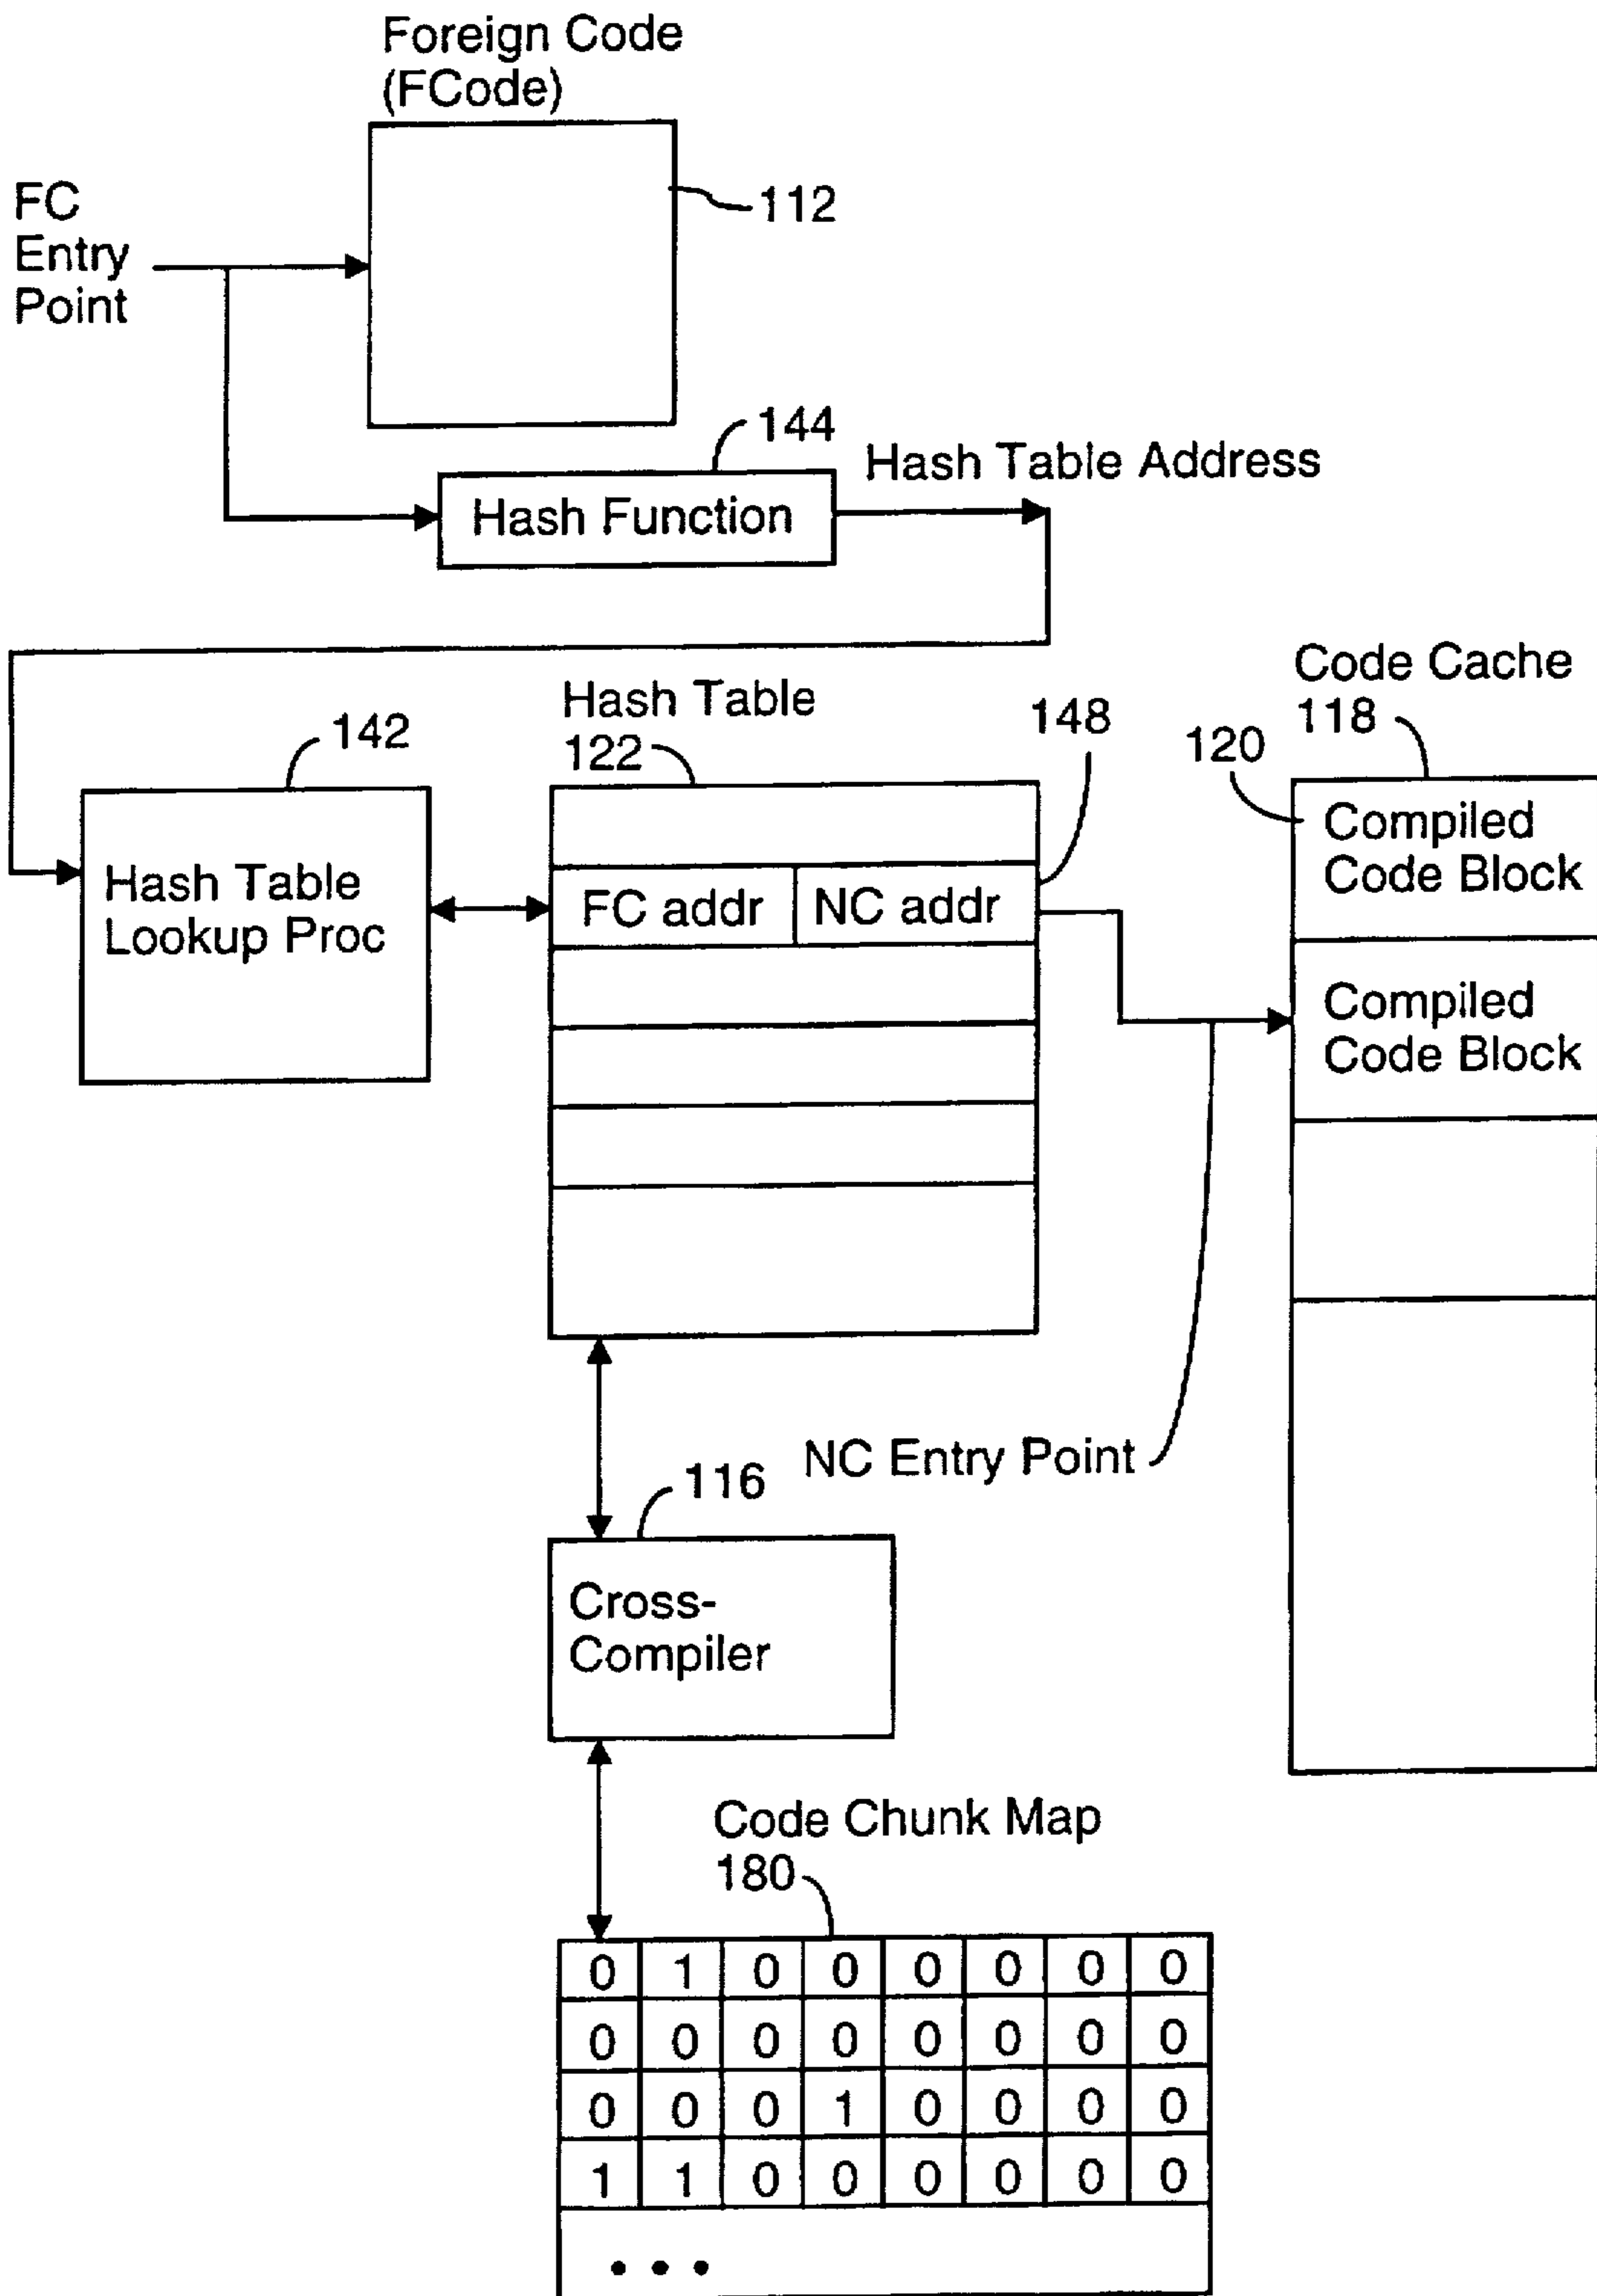 Foreign Code
(FCode)
FC
Entry
Point
112
144
Hash Table Address
Hash Function
Code Cache
118
Hash Table
122
148
120
142
Compiled
Code Block
Hash Table
Lookup Proc
FC addr NC addr
Compiled
Code Block
NC Entry Point
116
Cross-
Compiler
Code Chunk Map
180
0 1 0 0 0 0 0 0
0 0 0 0 0 0 0 0
0 0 0 1 0 0 0 0
1 1 0 0 0 0 0 0
• • •